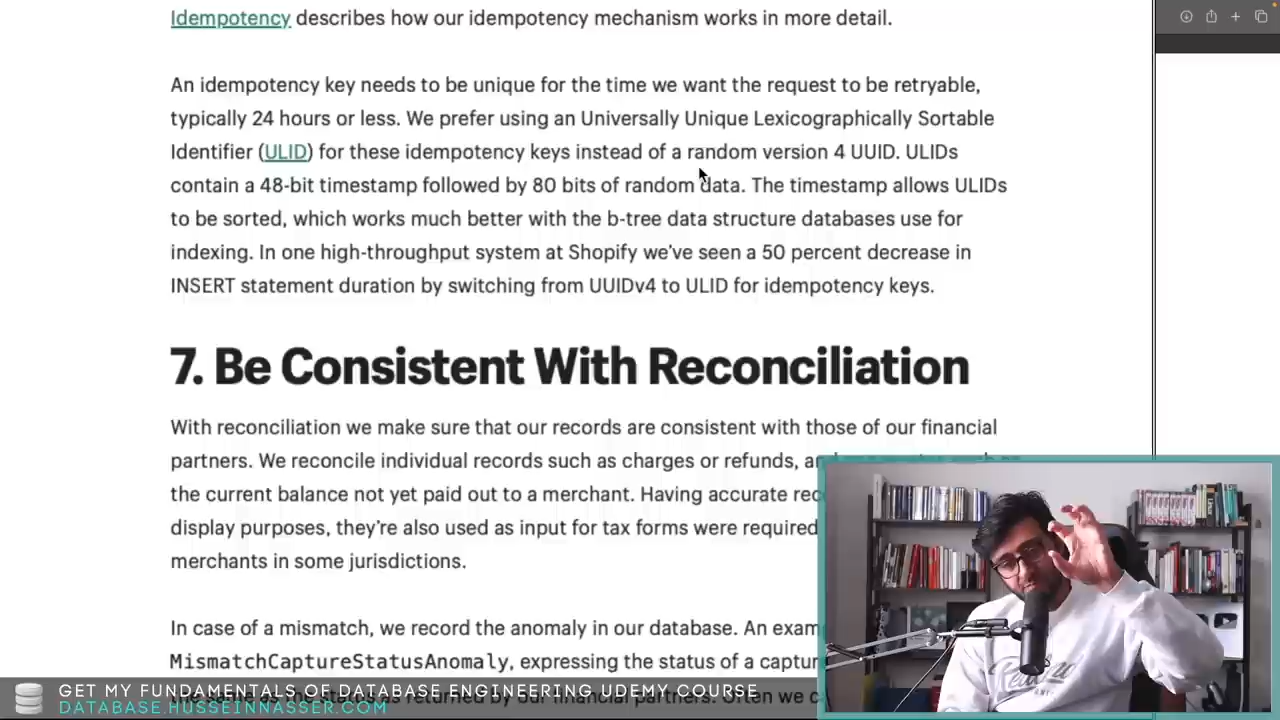 Idempotency describes how our idempotency mechanism works in more detail.
An idempotency key needs to be unique for the time we want the request to be retryable,
typically 24 hours or less. We prefer using an Universally Unique Lexicographically Sortable
Identifier (ULID) for these idempotency keys instead of a random version 4 UUID. ULIDs
contain a 48-bit timestamp followed by 80 bits of random data. The timestamp allows ULIDs
to be sorted, which works much better with the b-tree data structure databases use for
indexing. In one high-throughput system at Shopify we've seen a 50 percent decrease in
INSERT statement duration by switching from UUIDv4 to ULID for idempotency keys.
7. Be Consistent With Reconciliation
With reconciliation we make sure that our records are consistent with those of our financial
partners. We reconcile individual records such as charges or refunds,
the current balance not yet paid out to a merchant. Having accurate
display purposes, they're also used as input for tax forms were required
merchants in some jurisdictions.
In case of a mismatch, we record the anomaly in our database. An
MismatchCaptureStatusAnomaly, expressing the status of a
GET MY FUNDAMENTALS OF DATABASE ENGINEERING UDEMY COURSE
DATABASE.HUSSEINNASSER.COM